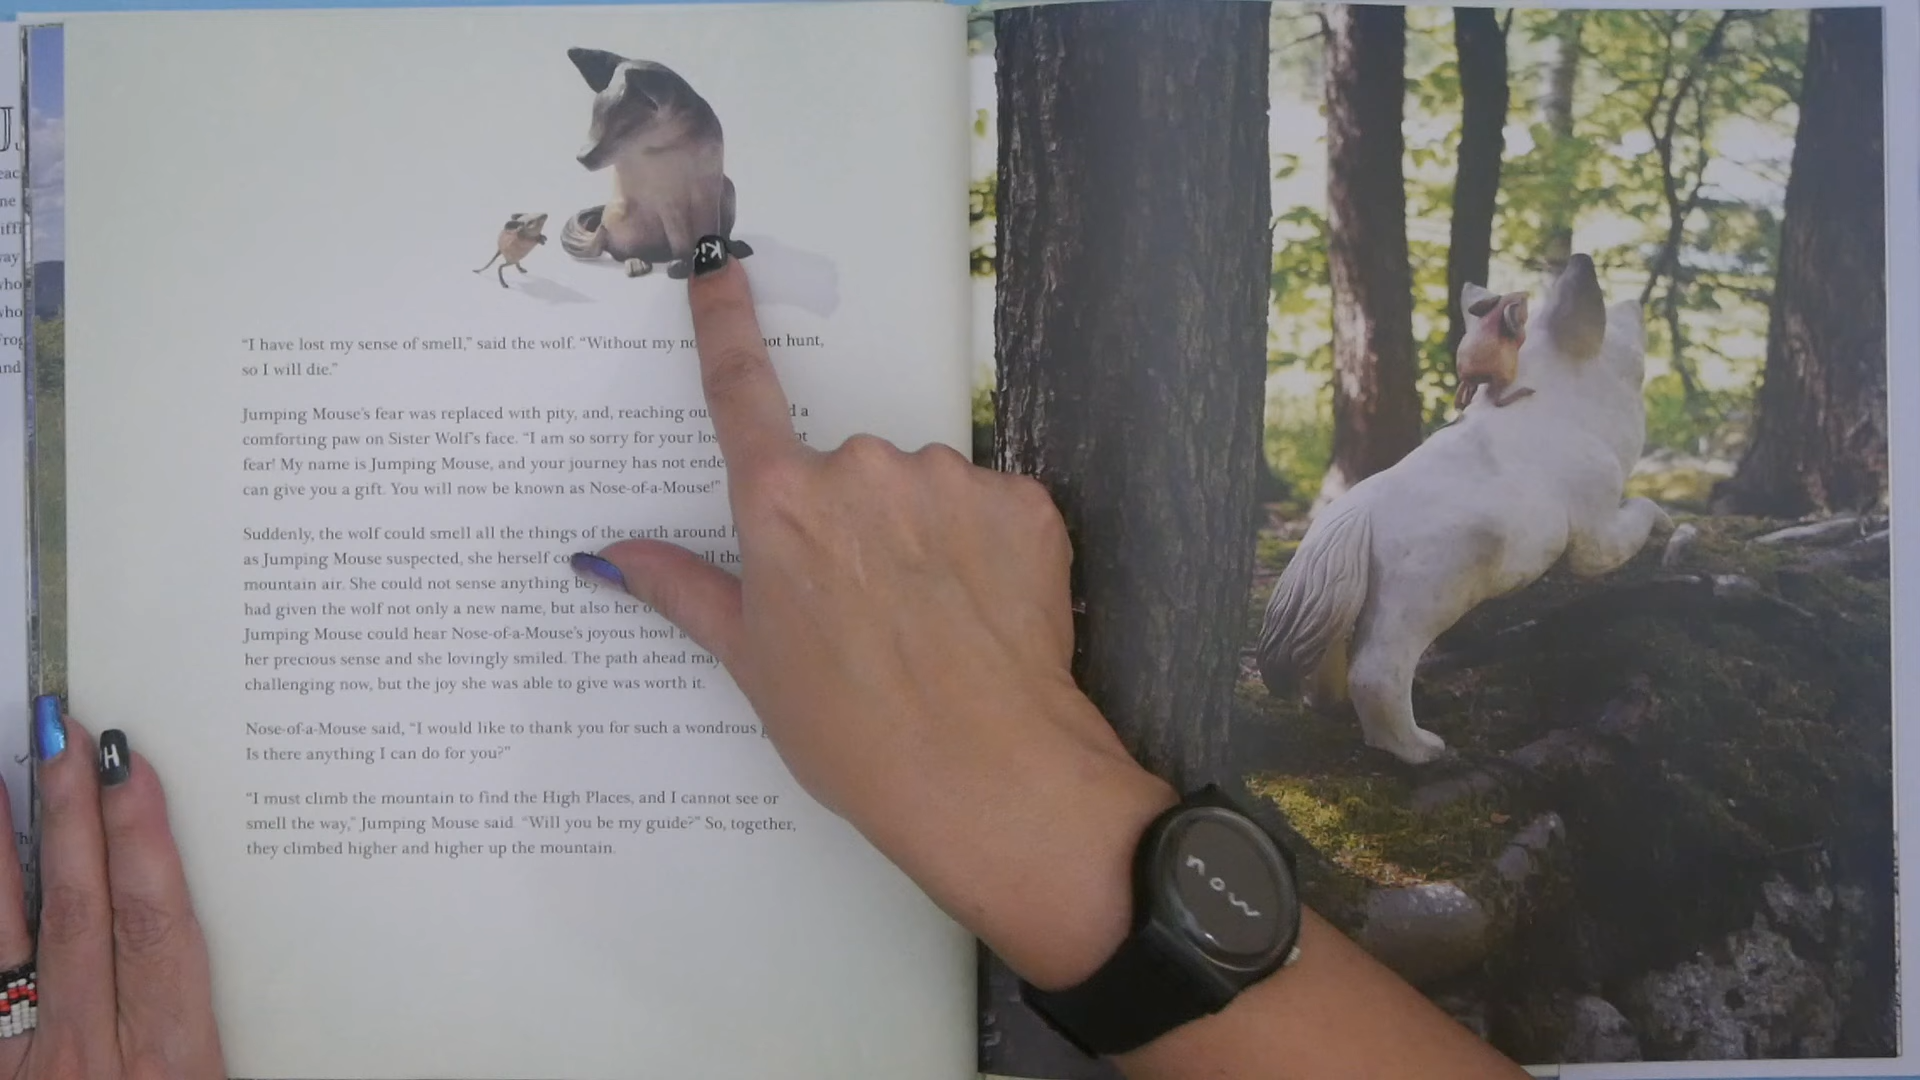 "I have lost my sense of smell," said the wolf. "Without my hunt,
so I will die."
Jumping Mouse's fear was replaced with pity, and, reaching a
comforting paw on Sister Wolf's face. "I am so sorry for your
fear! My name is Jumping Mouse, and your journey has not
can give you a gift. You will now be known as Nose-of-a-Mouse!"
Suddenly, the wolf could smell all the things of the earth around
as Jumping Mouse suspected, she herself the
mountain air. She could not sense anything
had given the wolf not only a new name, but also her
Jumping Mouse could hear Nose-of-a-Mouse's joyous howl
her precious sense and she lovingly smiled. The path ahead may
challenging now, but the joy she was able to give was worth it.
Nose-of-a-Mouse said, "I would like to thank you for such a wondrous
Is there anything I can do for you?"
"I must climb the mountain to find the High Places, and I cannot see or
smell the way," Jumping Mouse said. "Will you be my guide?" So, together,
they climbed higher and higher up the mountain.
now